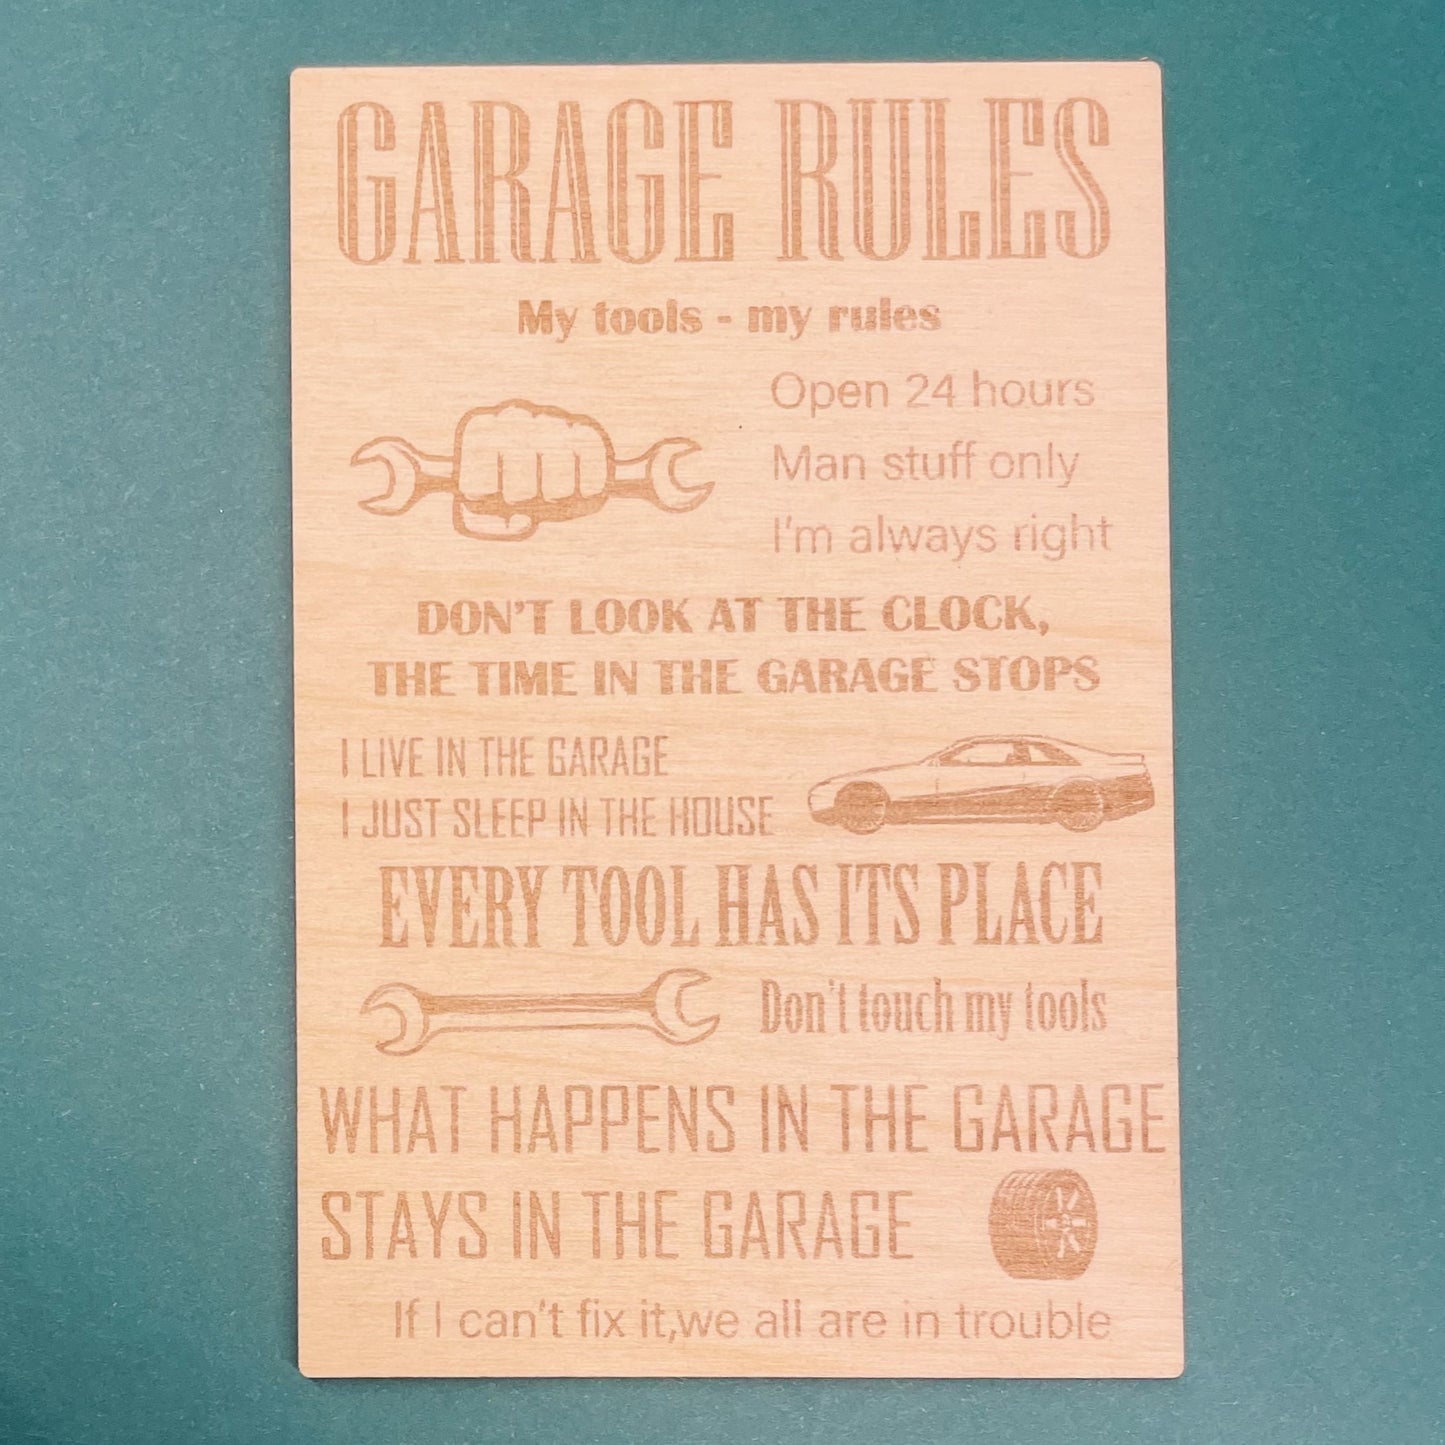 GARAGE RULES
My tools - my rules
Open 24 hours
Man stuff only
I'm always right
DON'T LOOK AT THE CLOCK,
THE TIME IN THE GARAGE STOPS
I LIVE IN THE GARAGE
I JUST SLEEP IN THE HOUSE
EVERY TOOL HAS ITS PLACE
Don't touch my tools
WHAT HAPPENS IN THE GARAGE
STAYS IN THE GARAGE
If I can't fix it,we all are in trouble